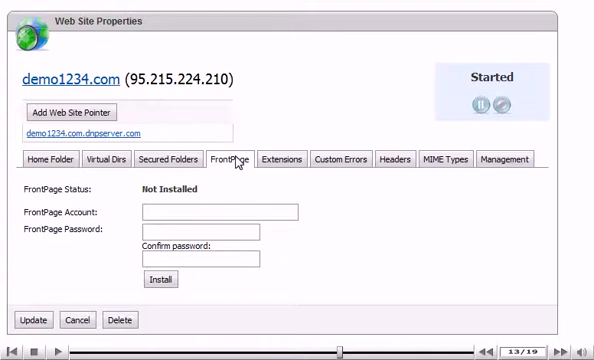 Web Site Properties
demo1234.com (95.215.224.210)
Started
Add Web Site Pointer
demo1234.com.dnpserver.com
Home Folder Virtual Dirs Secured Folders FrontPage Extensions Custom Errors Headers MIME Types Management
FrontPage Status: Not Installed
FrontPage Account:
FrontPage Password:
Confirm password:
Install
Update Cancel Delete
13/19